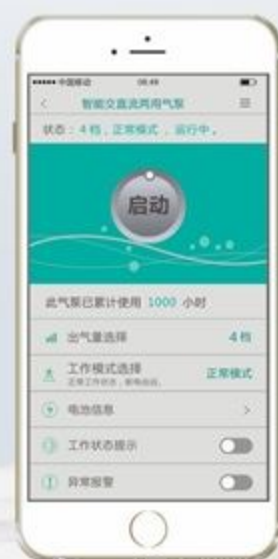 中国移动 08:48
智能交直流两用气泵
状态：4 档，正常模式，运行中。
启动
此气泵已累计使用 1000 小时
出气量选择 4 档
工作模式选择 正常模式
电池信息
工作状态提示
异常报警